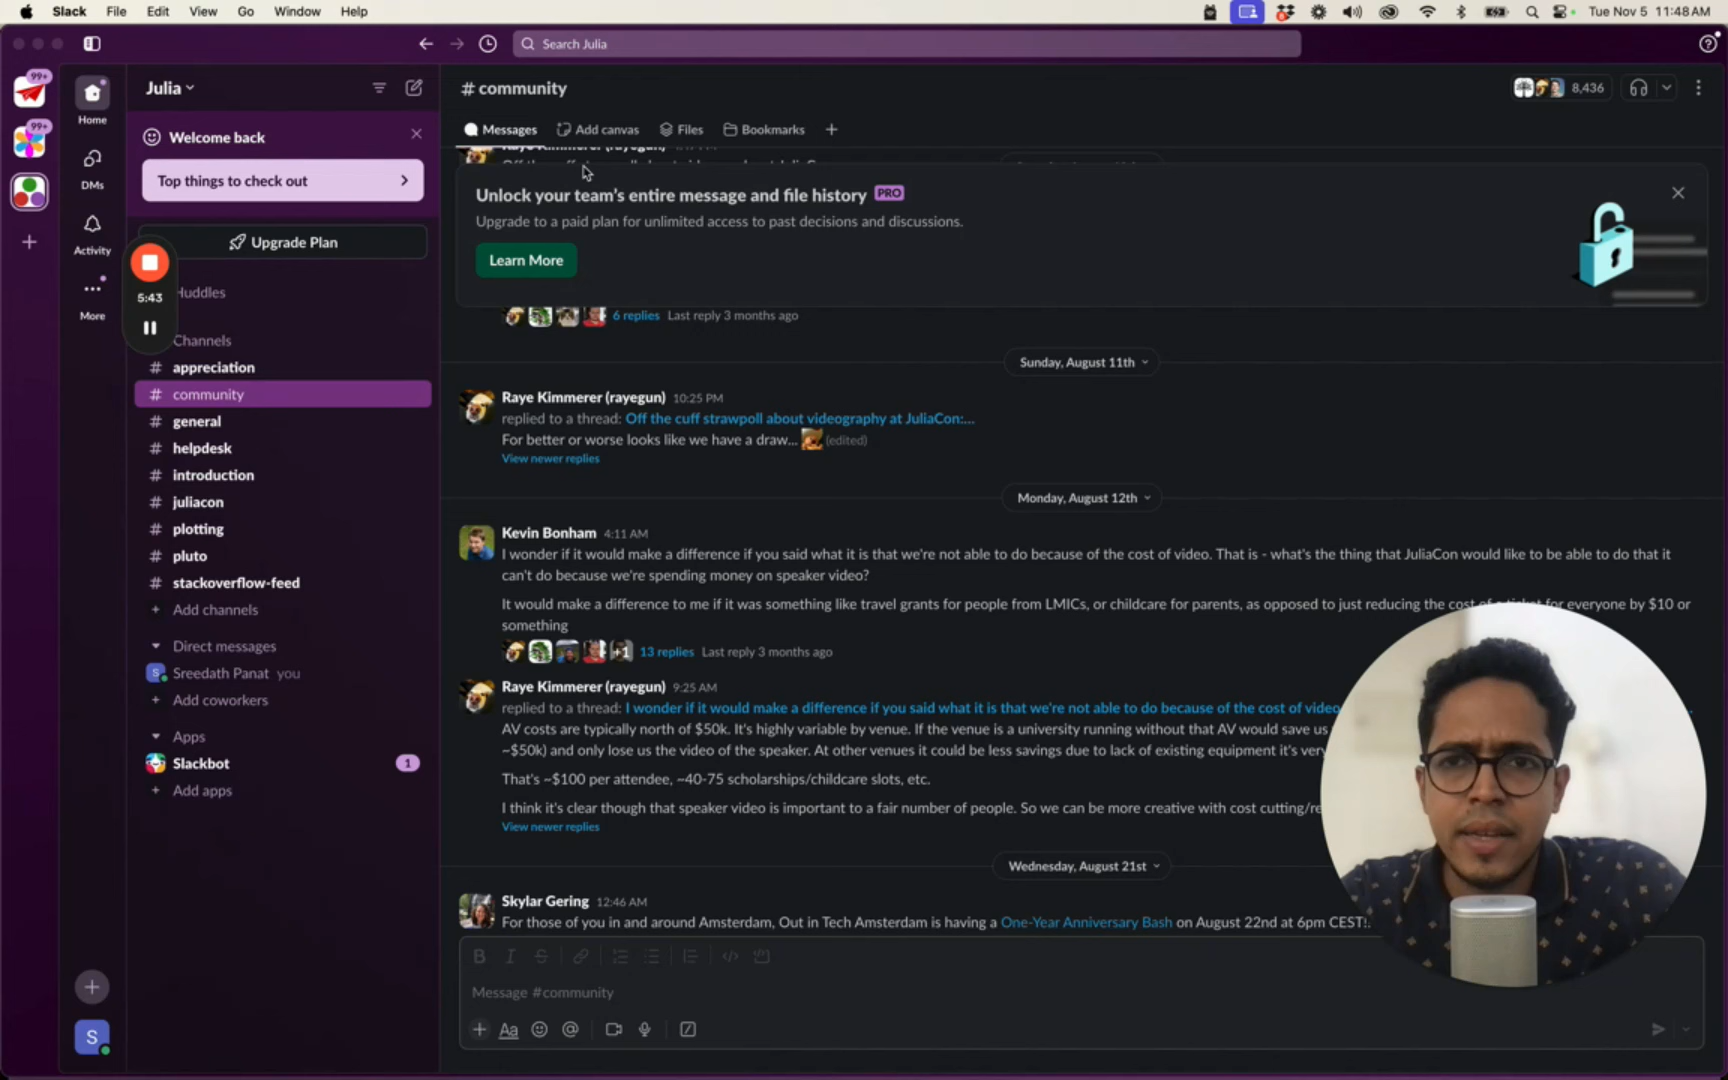 Slack File Edit View Go Window Help
Tue Nov 5 11:48 AM
Search Julia
99+
99+
Home
DMs
Activity
More
5:43
Julia
Welcome back
Top things to check out
Upgrade Plan
Huddles
Channels
# appreciation
# community
# general
# helpdesk
# introduction
# juliacon
# plotting
# pluto
# stackoverflow-feed
+ Add channels
Direct messages
Sreedath Panat you
+ Add coworkers
Apps
Slackbot 1
+ Add apps
S
S
# community
8,436
Messages Add canvas Files Bookmarks +
Raye Kimmerer (rayegun)
Unlock your team's entire message and file history PRO
Upgrade to a paid plan for unlimited access to past decisions and discussions.
Learn More
6 replies Last reply 3 months ago
Sunday, August 11th
Raye Kimmerer (rayegun) 10:25 PM
replied to a thread: Off the cuff strawpoll about videography at JuliaCon:...
For better or worse looks like we have a draw... (edited)
View newer replies
Monday, August 12th
Kevin Bonham 4:11 AM
I wonder if it would make a difference if you said what it is that we're not able to do because of the cost of video. That is - what's the thing that JuliaCon would like to be able to do that it
can't do because we're spending money on speaker video?
It would make a difference to me if it was something like travel grants for people from LMICs, or childcare for parents, as opposed to just reducing the cost of a ticket for everyone by $10 or
something
+1 13 replies Last reply 3 months ago
Raye Kimmerer (rayegun) 9:25 AM
replied to a thread: I wonder if it would make a difference if you said what it is that we're not able to do because of the cost of video
AV costs are typically north of $50k. It's highly variable by venue. If the venue is a university running without that AV would save us
~$50k) and only lose us the video of the speaker. At other venues it could be less savings due to lack of existing equipment it's very
That's ~$100 per attendee, ~40-75 scholarships/childcare slots, etc.
I think it's clear though that speaker video is important to a fair number of people. So we can be more creative with cost cutting/re
View newer replies
Wednesday, August 21st
Skylar Gering 12:46 AM
For those of you in and around Amsterdam, Out in Tech Amsterdam is having a One-Year Anniversary Bash on August 22nd at 6pm CEST!
B I S
Message #community
+ Aa @